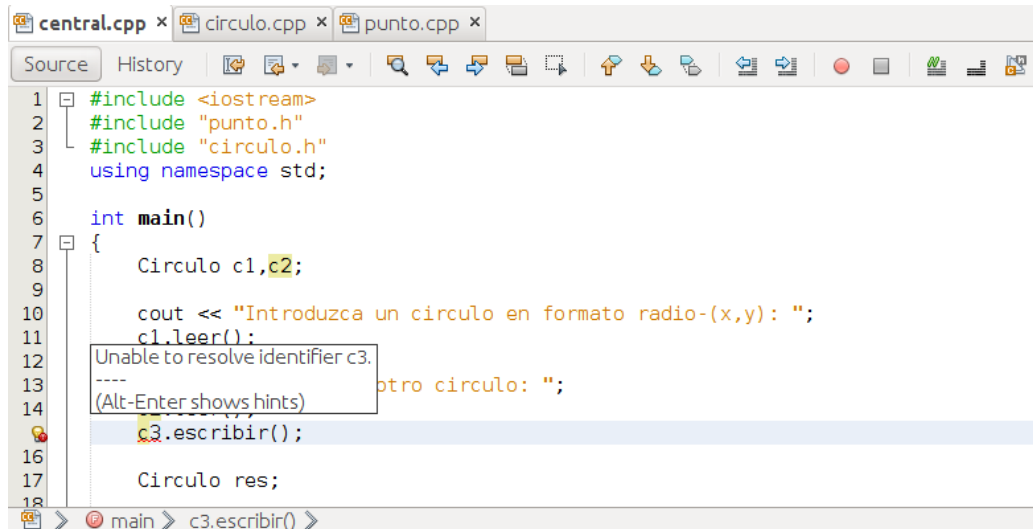 central.cpp × circulo.cpp × punto.cpp ×
Source History
1 #include <iostream>
2 #include "punto.h"
3 #include "circulo.h"
4 using namespace std;
5
6 int main()
7 {
8 Circulo c1,c2;
9
10 cout << "Introduzca un circulo en formato radio-(x,y): ";
11 c1.leer();
12 Unable to resolve identifier c3.
----
13 otro circulo: ";
(Alt-Enter shows hints)
14
c3.escribir();
16
17 Circulo res;
18
main > c3.escribir() >